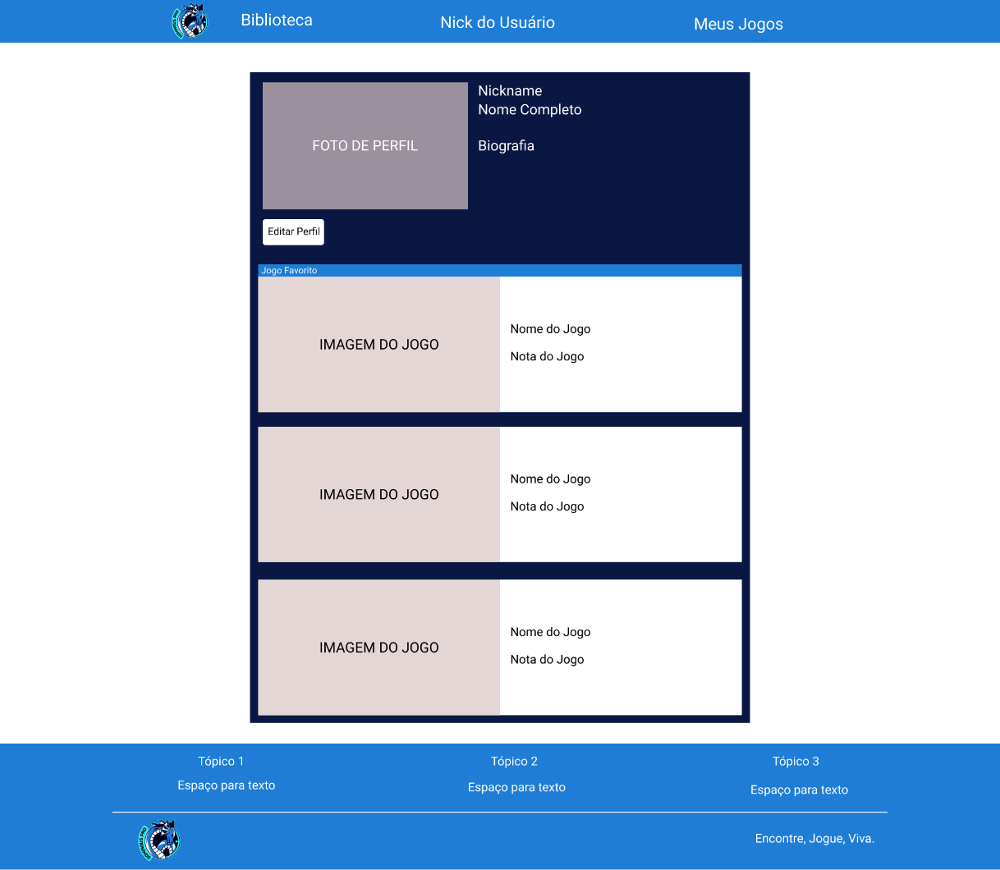 Biblioteca
Nick do Usuário
Meus Jogos
FOTO DE PERFIL
Nickname
Nome Completo
Biografia
Editar Perfil
Jogo Favorito
IMAGEM DO JOGO
Nome do Jogo
Nota do Jogo
IMAGEM DO JOGO
Nome do Jogo
Nota do Jogo
IMAGEM DO JOGO
Nome do Jogo
Nota do Jogo
Tópico 1
Espaço para texto
Tópico 2
Espaço para texto
Tópico 3
Espaço para texto
Encontre, Jogue, Viva.